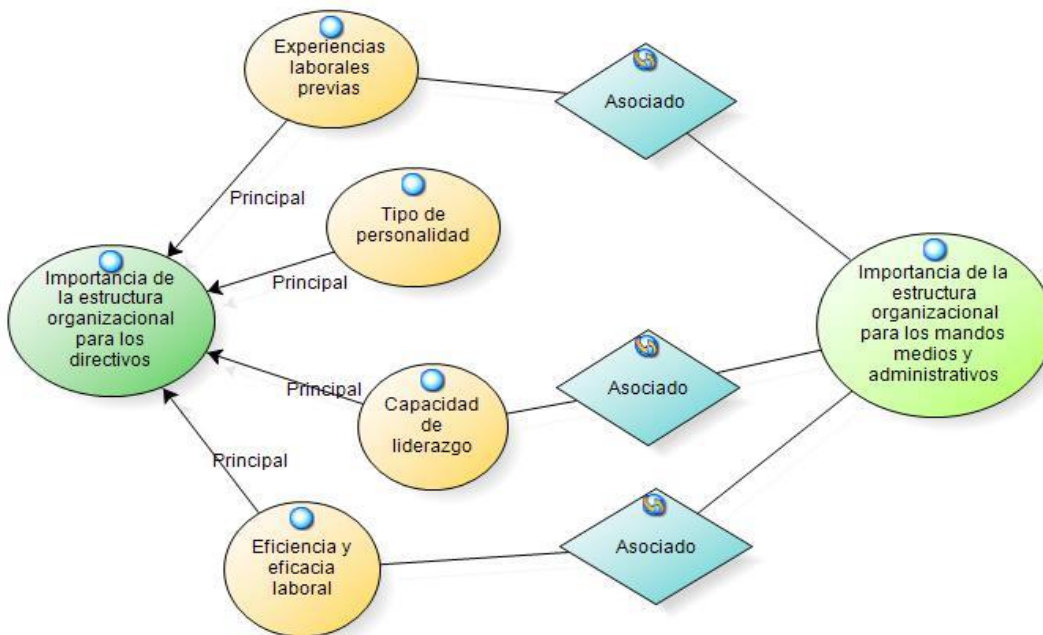 Experiencias
laborales
previas
Asociado
Principal
Tipo de
personalidad
Principal
Importancia de
la estructura
organizacional
para los
directivos
Importancia de la
estructura
organizacional
para los mandos
medios y
administrativos
Principal
Capacidad
de
liderazgo
Asociado
Principal
Eficiencia y
eficacia
laboral
Asociado